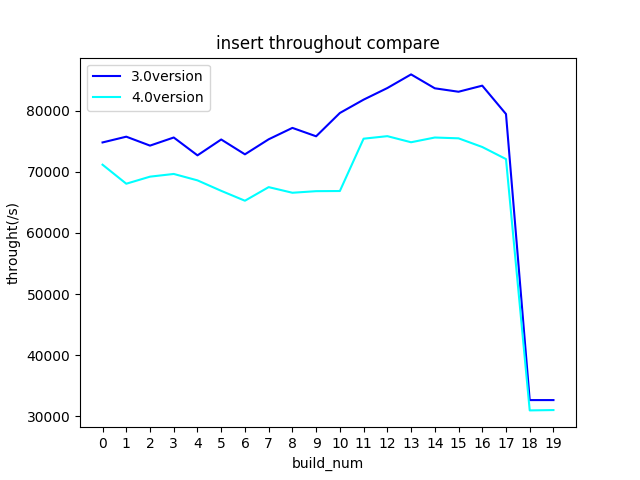 insert throughout compare
3.0version
4.0version
80000
70000
60000
50000
40000
30000
throught(/s)
0 1 2 3 4 5 6 7 8 9 10 11 12 13 14 15 16 17 18 19
build_num